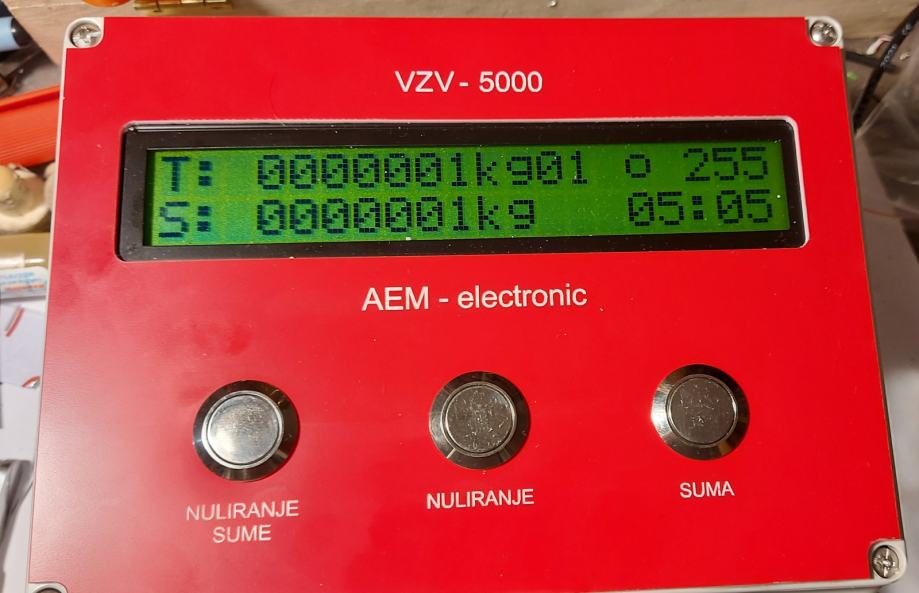 VZV - 5000
T: 0000001kg01 o 255
S: 0000001kg 05:05
AEM - electronic
NULIRANJE
SUME
NULIRANJE
SUMA